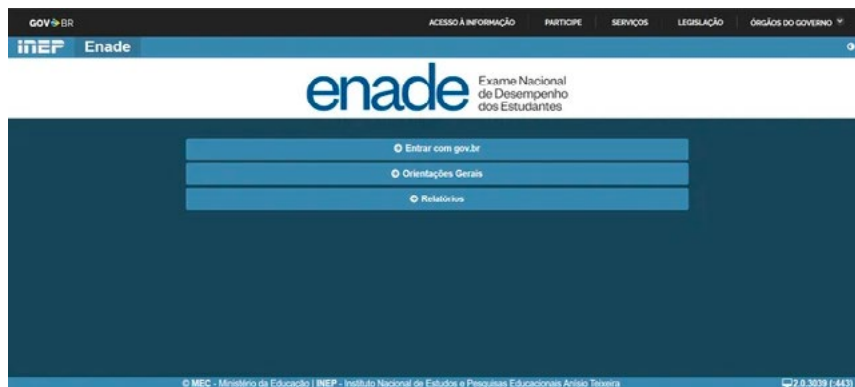 GOV BR ACESSO À INFORMAÇÃO PARTICIPE SERVIÇOS LEGISLAÇÃO ÓRGÃOS DO GOVERNO
inep Enade
enade Exame Nacional
de Desempenho
dos Estudantes
Entrar com gov.br
Orientações Gerais
Relatórios
© MEC - Ministério da Educação | INEP - Instituto Nacional de Estudos e Pesquisas Educacionais Anísio Teixeira 2.0.3039 (:443)